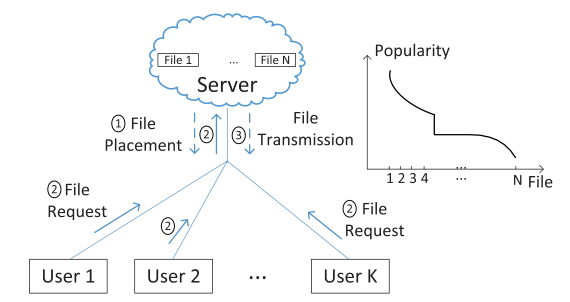 File 1 ... File N
Server
① File
Placement
②
③
File
Transmission
② File
Request
②
② File
Request
User 1
User 2
...
User K
Popularity
1 2 3 4 ... N File
...